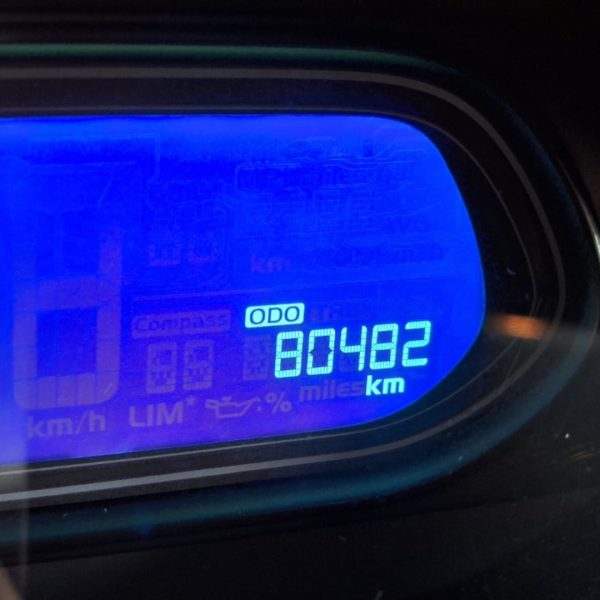 Compass
ODO
80482
miles km
km/h LIM* %